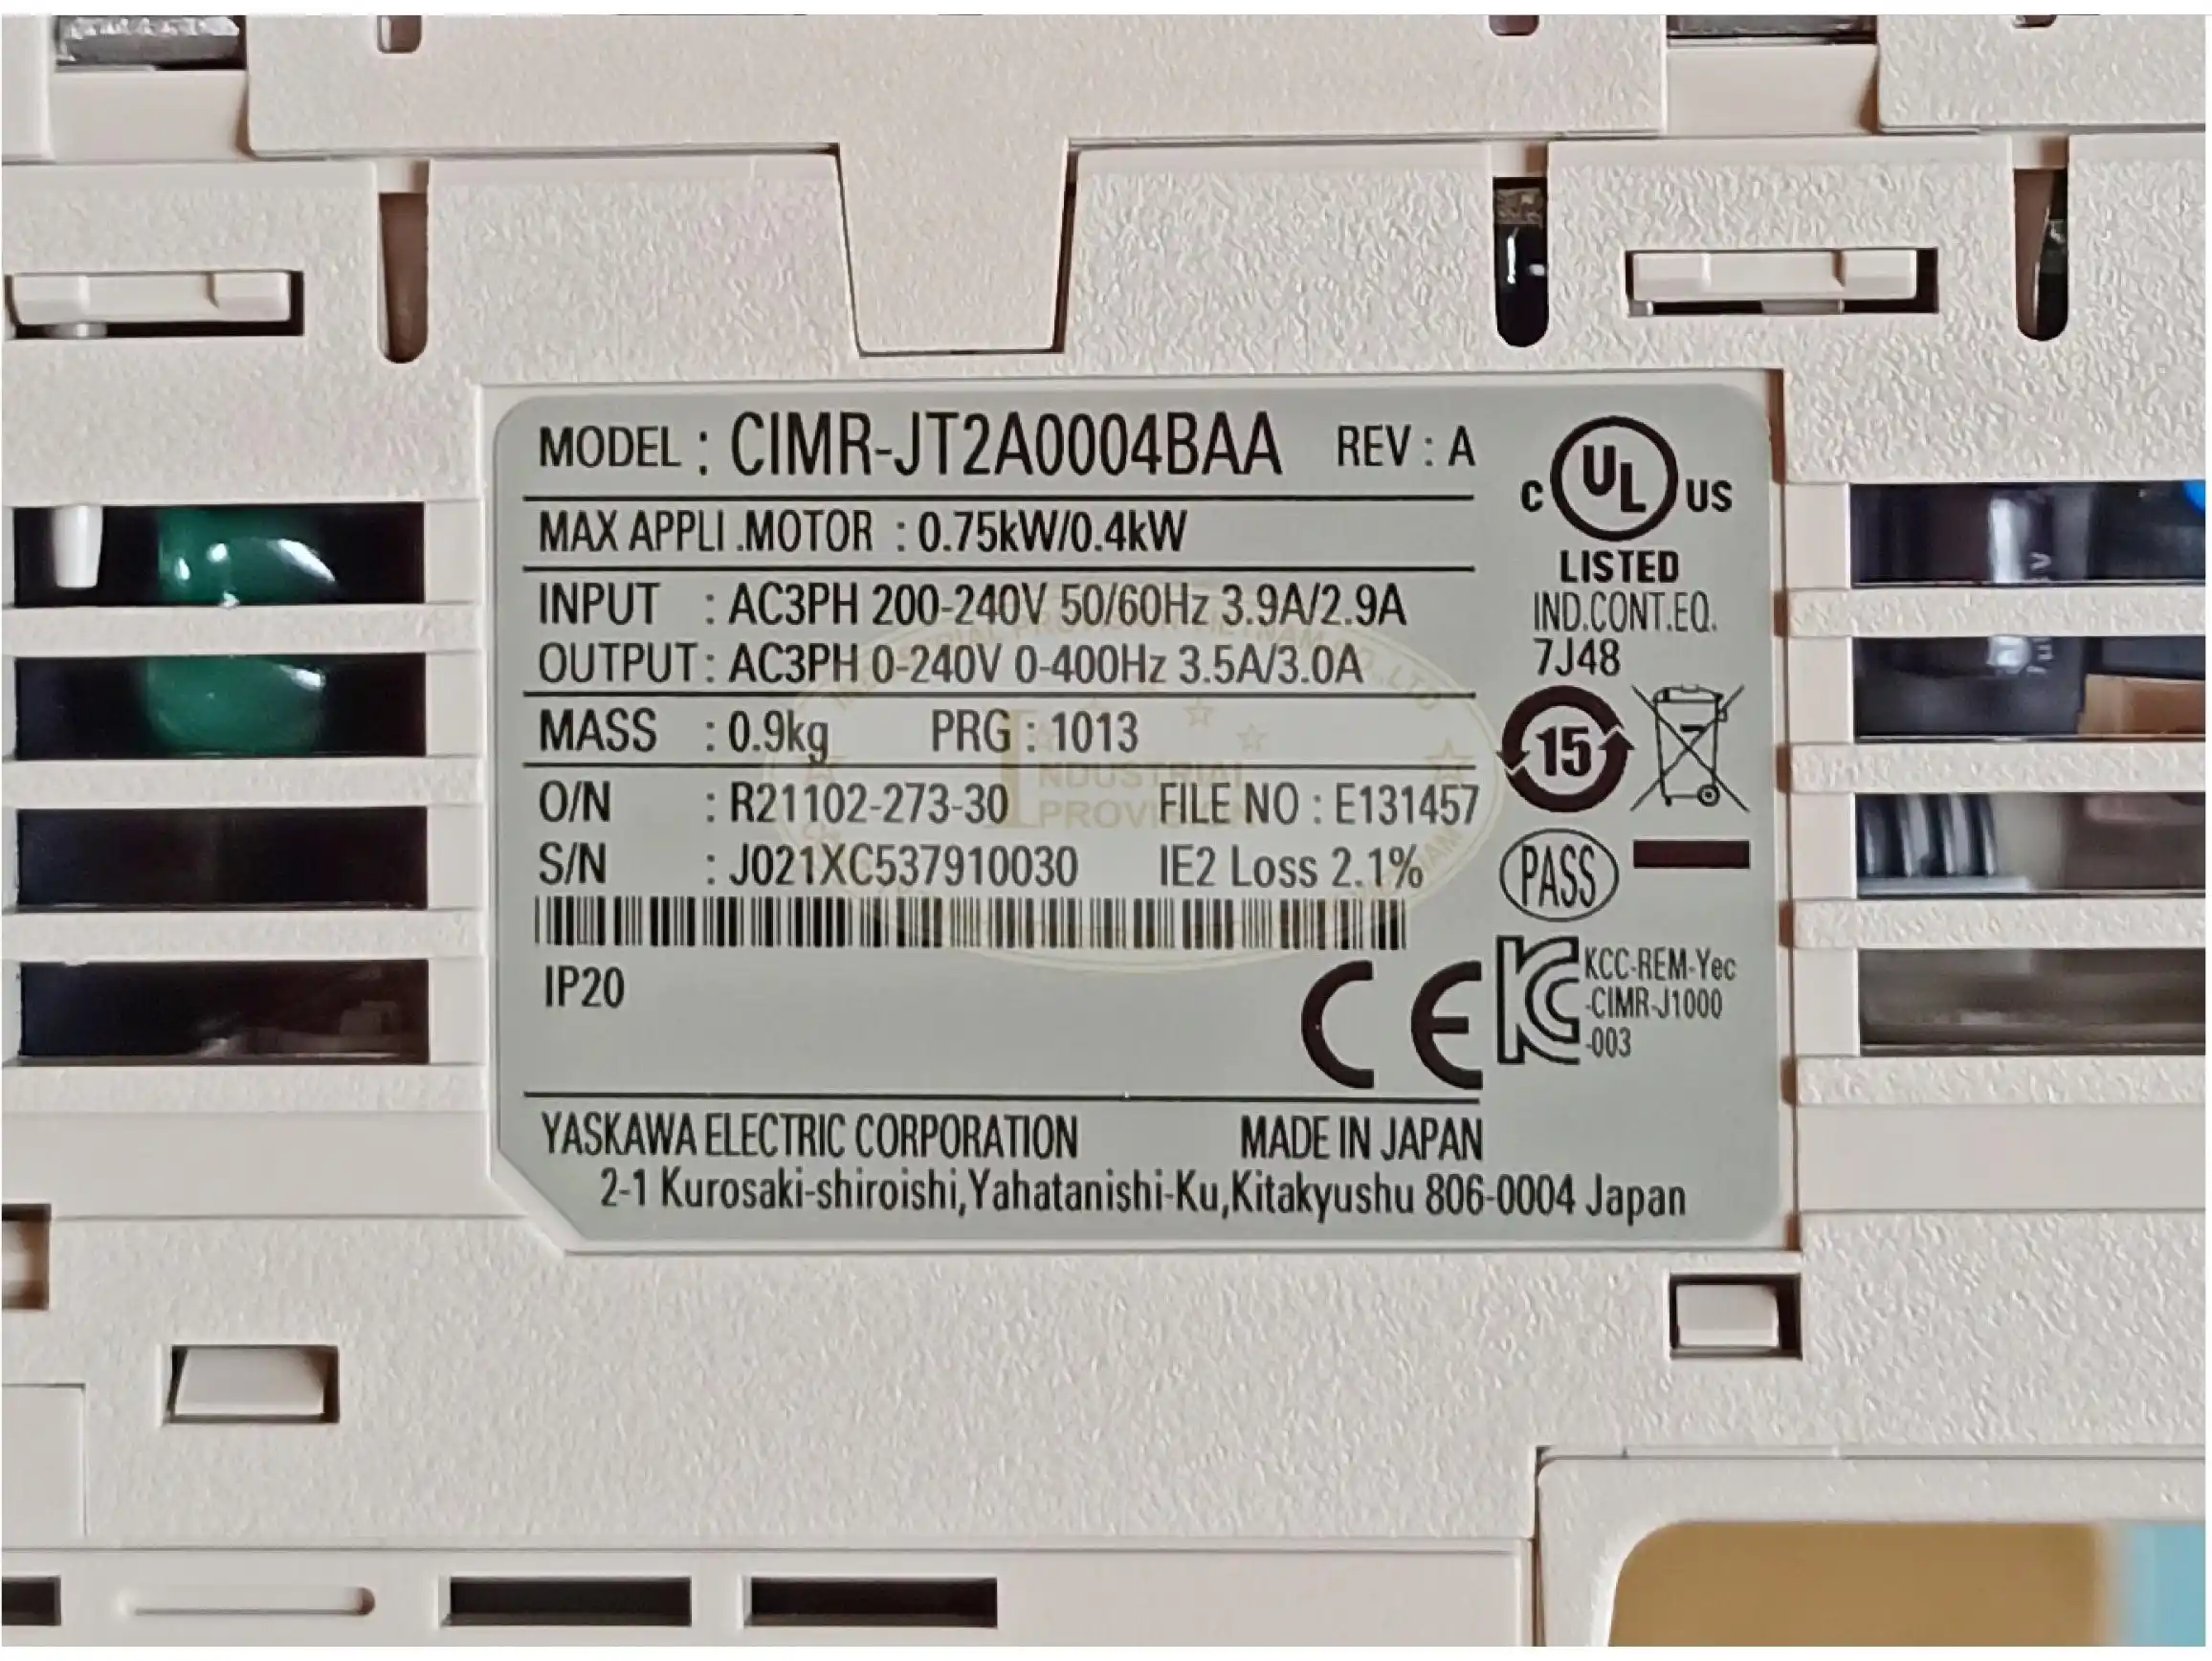 MODEL : CIMR-JT2A0004BAA REV : A
MAX APPLI .MOTOR : 0.75kW/0.4kW
INPUT : AC3PH 200-240V 50/60Hz 3.9A/2.9A
OUTPUT : AC3PH 0-240V 0-400Hz 3.5A/3.0A
MASS : 0.9kg PRG : 1013
O/N : R21102-273-30 FILE NO : E131457
S/N : J021XC537910030 IE2 Loss 2.1%
IP20
C UL US
LISTED
IND.CONT.EQ.
7J48
15
PASS
CE
KCC-REM-Yec
-CIMR-J1000
-003
YASKAWA ELECTRIC CORPORATION MADE IN JAPAN
2-1 Kurosaki-shiroishi,Yahatanishi-Ku,Kitakyushu 806-0004 Japan
INDUSTRIAL
PROVISION